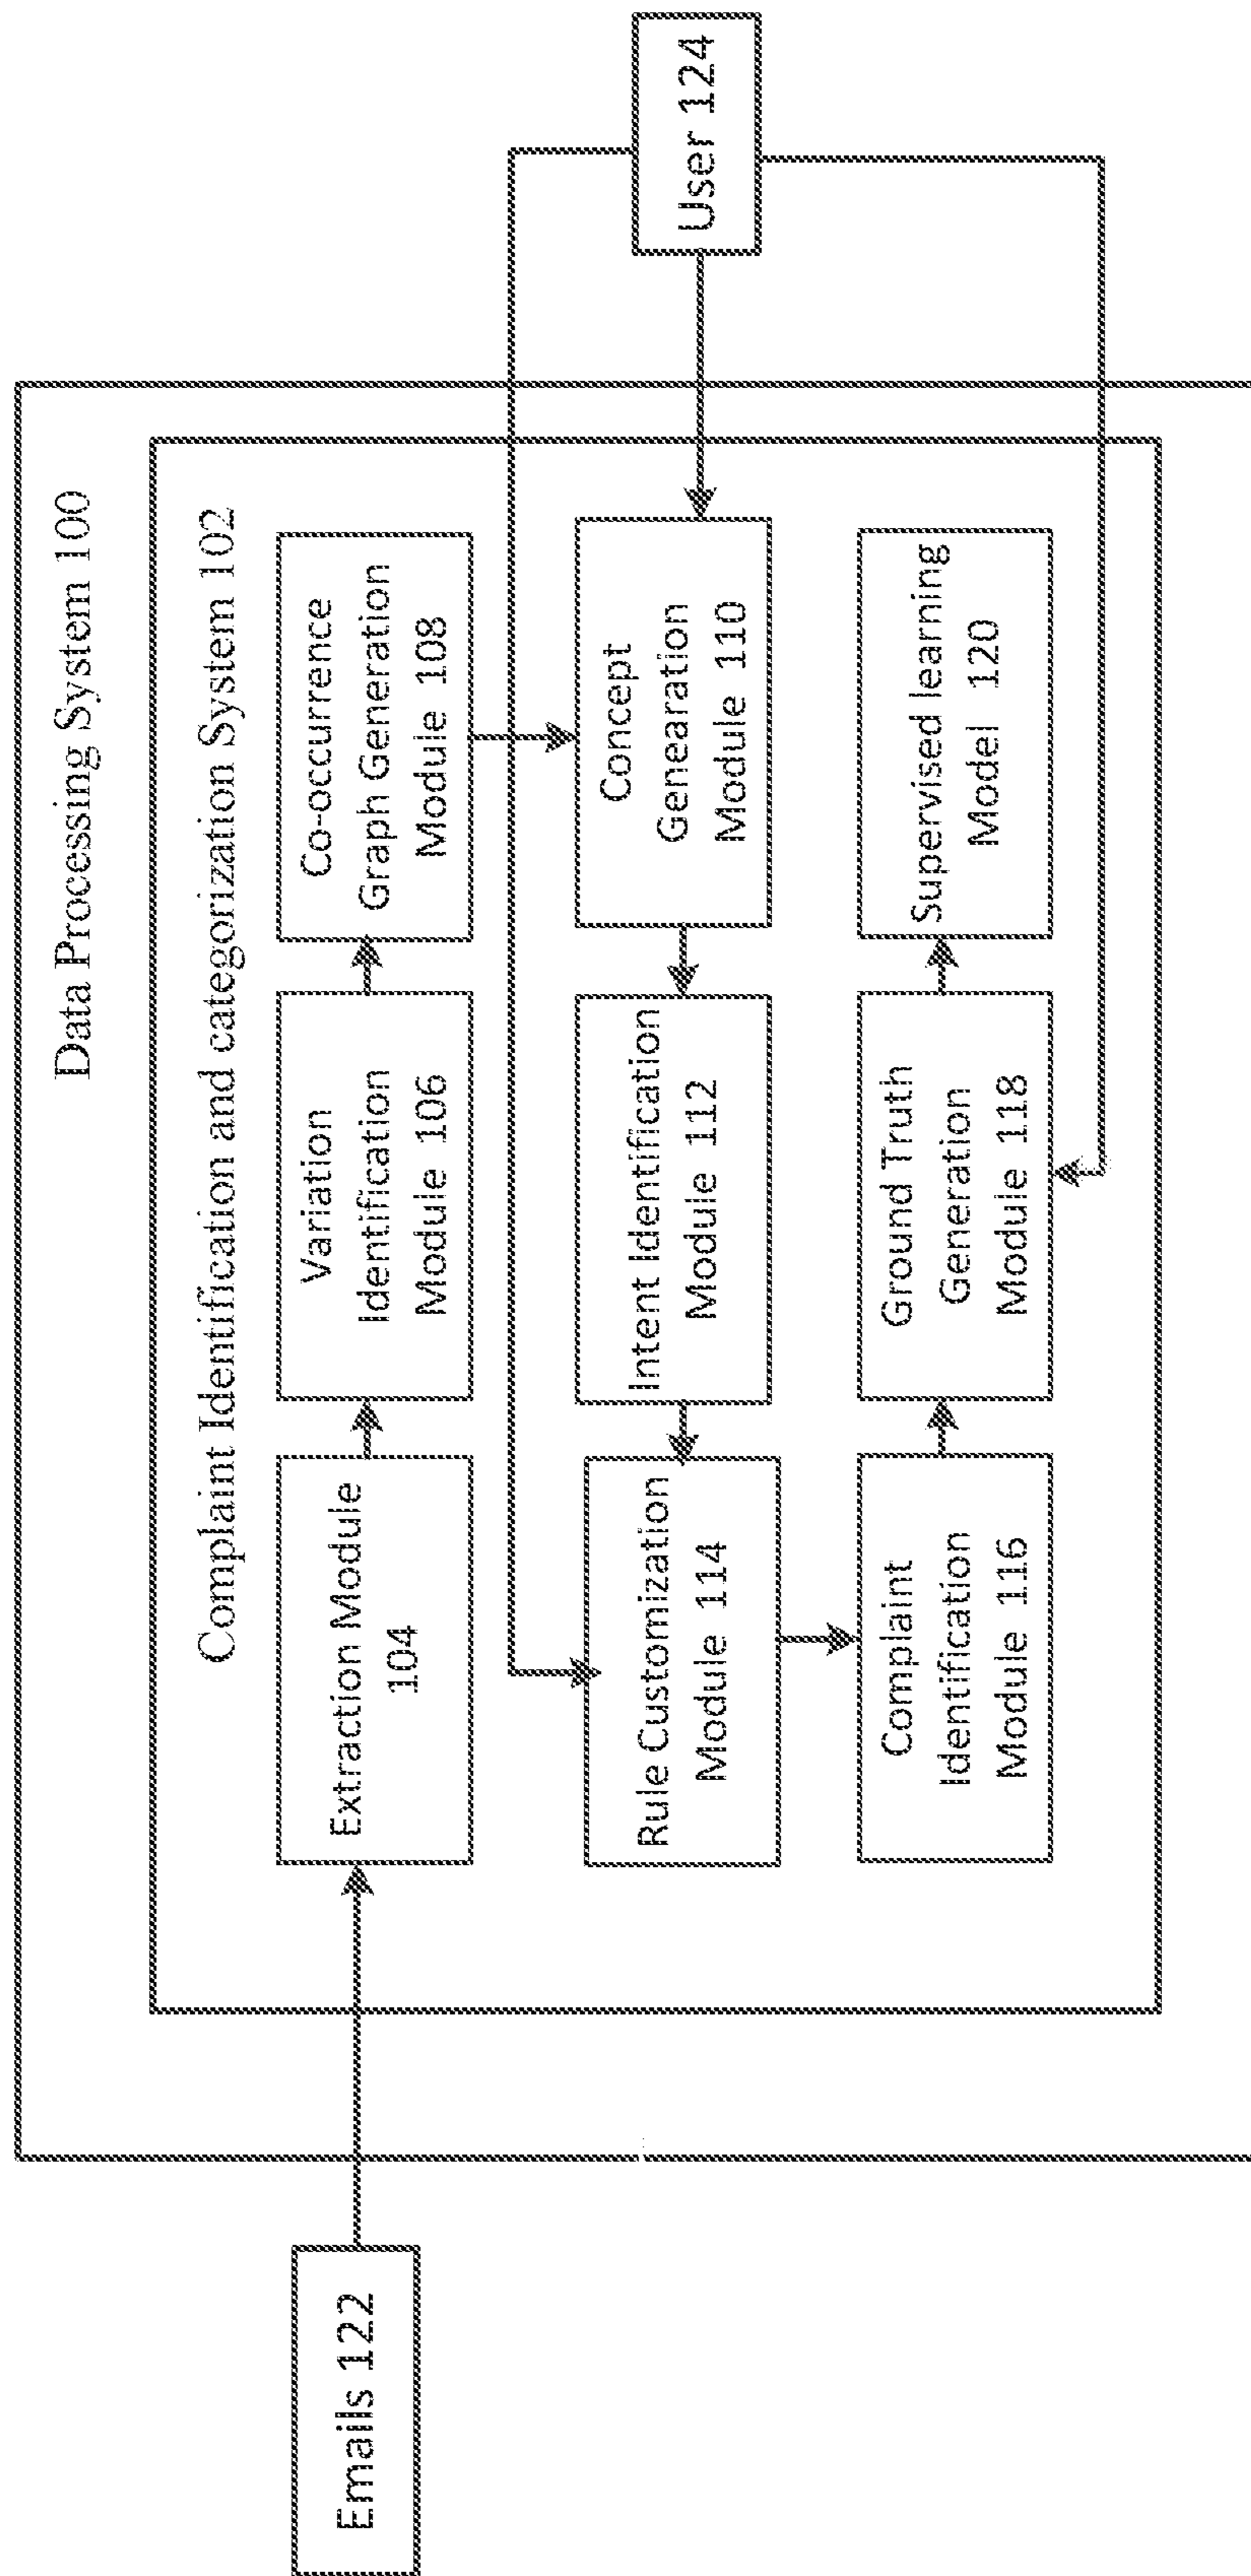 Data Processing System 100
Complaint Identification and categorization System 102
Emails 122
Extraction Module
104
Variation
Identification
Module 106
Co-occurrence
Graph Generation
Module 108
User 124
Rule Customization
Module 114
Intent Identification
Module 112
Concept
Genearation
Module 110
Complaint
Identification
Module 116
Ground Truth
Generation
Module 118
Supervised learning
Model 120